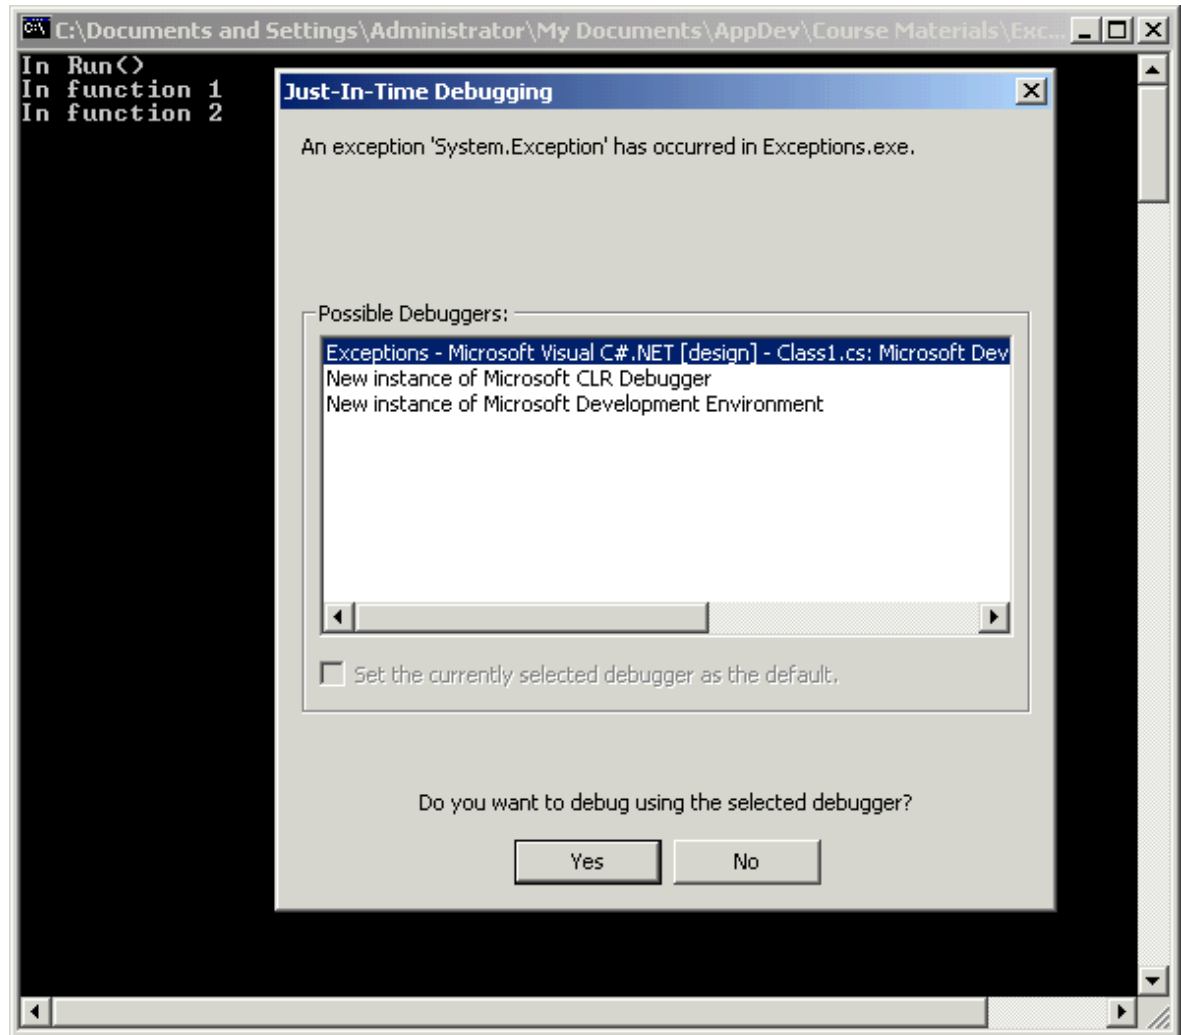 C:\Documents and Settings\Administrator\My Documents\AppDev\Course Materials\Exc...
In Run()
In function 1
In function 2
Just-In-Time Debugging
An exception 'System.Exception' has occurred in Exceptions.exe.
Possible Debuggers:
Exceptions - Microsoft Visual C#.NET [design] - Class1.cs: Microsoft Dev
New instance of Microsoft CLR Debugger
New instance of Microsoft Development Environment
Set the currently selected debugger as the default.
Do you want to debug using the selected debugger?
Yes
No